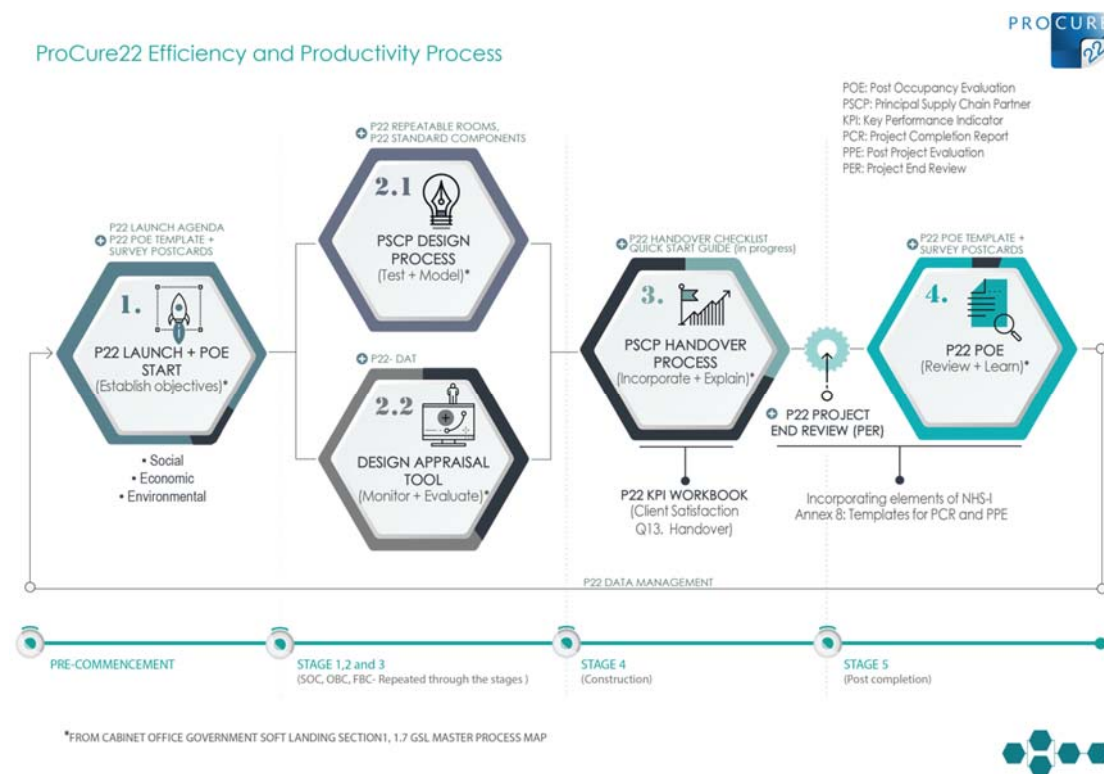 PROCURE
22
ProCure22 Efficiency and Productivity Process
POE: Post Occupancy Evaluation
PSCP: Principal Supply Chain Partner
KPI: Key Performance Indicator
PCR: Project Completion Report
PPE: Post Project Evaluation
PER: Project End Review
P22 LAUNCH AGENDA
P22 POE TEMPLATE +
SURVEY POSTCARDS
1.
P22 LAUNCH + POE
START
(Establish objectives)*
• Social
• Economic
• Environmental
P22 REPEATABLE ROOMS,
P22 STANDARD COMPONENTS
2.1
PSCP DESIGN
PROCESS
(Test + Model)*
P22- DAT
2.2
DESIGN APPRAISAL
TOOL
(Monitor + Evaluate)*
P22 HANDOVER CHECKLIST
QUICK START GUIDE (in progress)
3.
PSCP HANDOVER
PROCESS
(Incorporate + Explain)*
P22 KPI WORKBOOK
(Client Satisfaction
Q13. Handover)
P22 PROJECT
END REVIEW (PER)
P22 POE TEMPLATE +
SURVEY POSTCARDS
4.
P22 POE
(Review + Learn)*
Incorporating elements of NHS-I
Annex 8: Templates for PCR and PPE
P22 DATA MANAGEMENT
PRE-COMMENCEMENT
STAGE 1,2 and 3
(SOC, OBC, FBC- Repeated through the stages )
STAGE 4
(Construction)
STAGE 5
(Post completion)
*FROM CABINET OFFICE GOVERNMENT SOFT LANDING SECTION1, 1.7 GSL MASTER PROCESS MAP